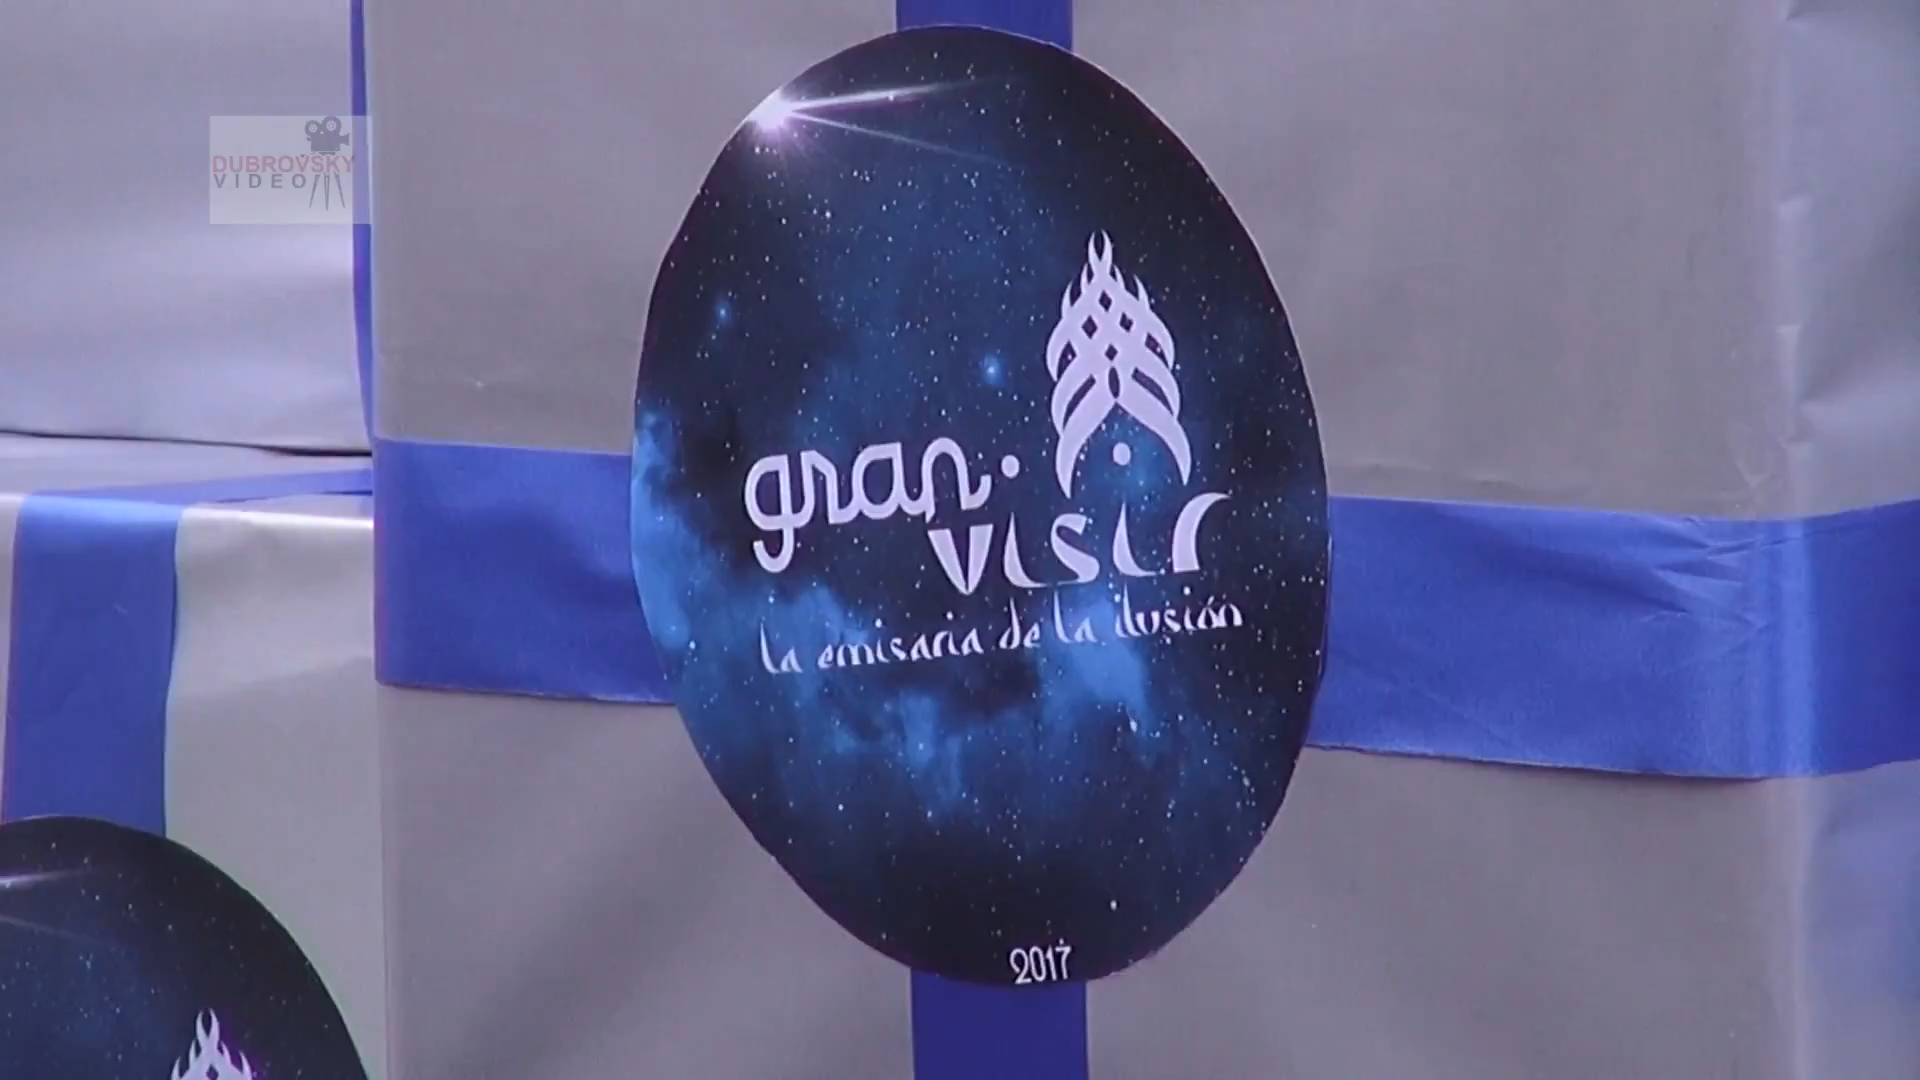 DUBROVSKY
VIDEO
gran
visir
la emisaria de la ilusión
2017